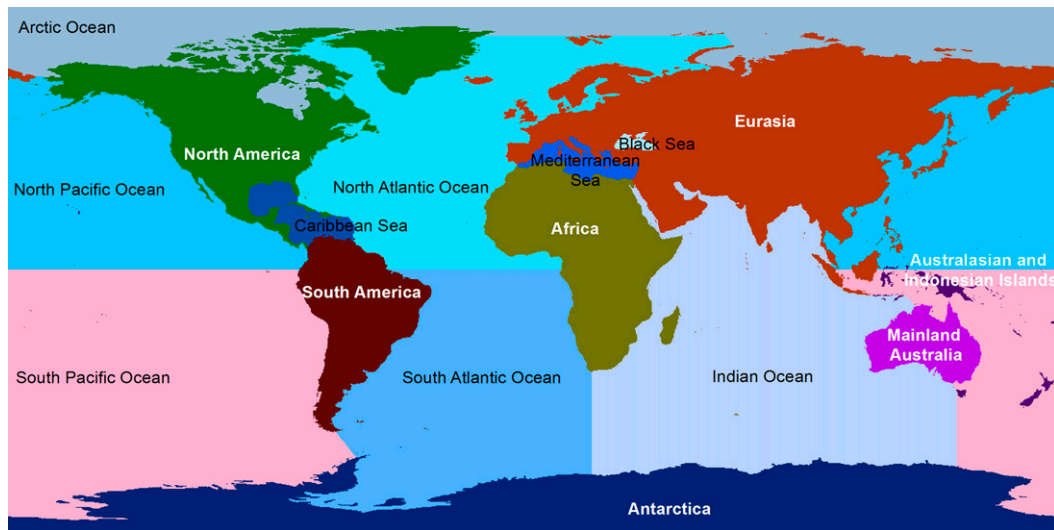 Arctic Ocean
North America
Eurasia
Black Sea
Mediterranean
Sea
North Pacific Ocean
North Atlantic Ocean
Caribbean Sea
Africa
Australasian and
Indonesian Islands
South America
Mainland
Australia
South Pacific Ocean
South Atlantic Ocean
Indian Ocean
Antarctica